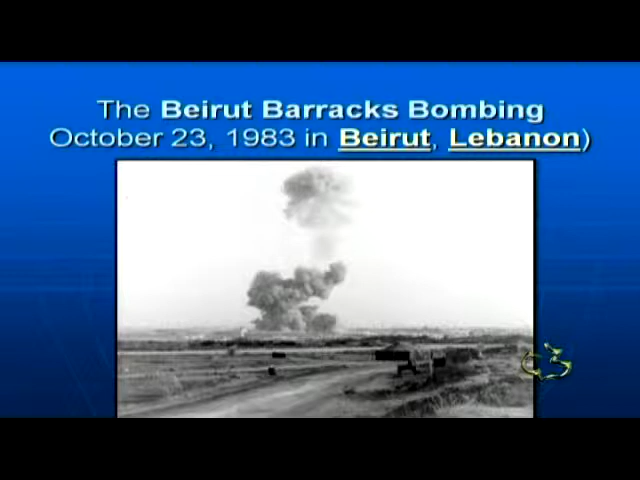 The Beirut Barracks Bombing
October 23, 1983 in Beirut, Lebanon)